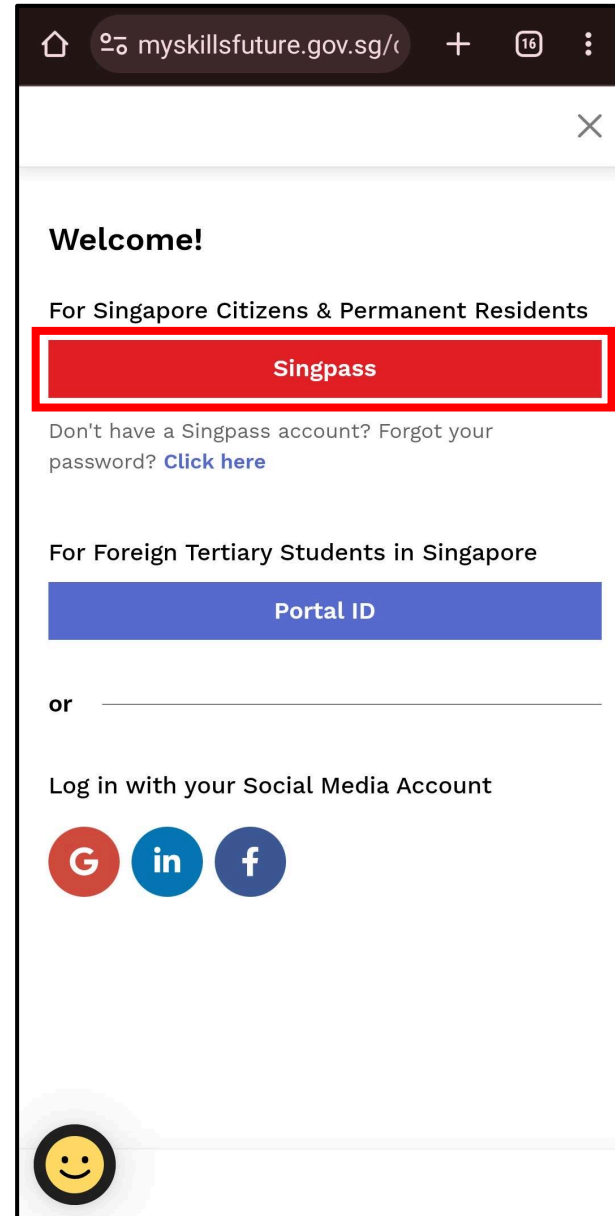 myskillsfuture.gov.sg/
16
Welcome!
For Singapore Citizens & Permanent Residents
Singpass
Don't have a Singpass account? Forgot your
password? Click here
For Foreign Tertiary Students in Singapore
Portal ID
or
Log in with your Social Media Account
G in f